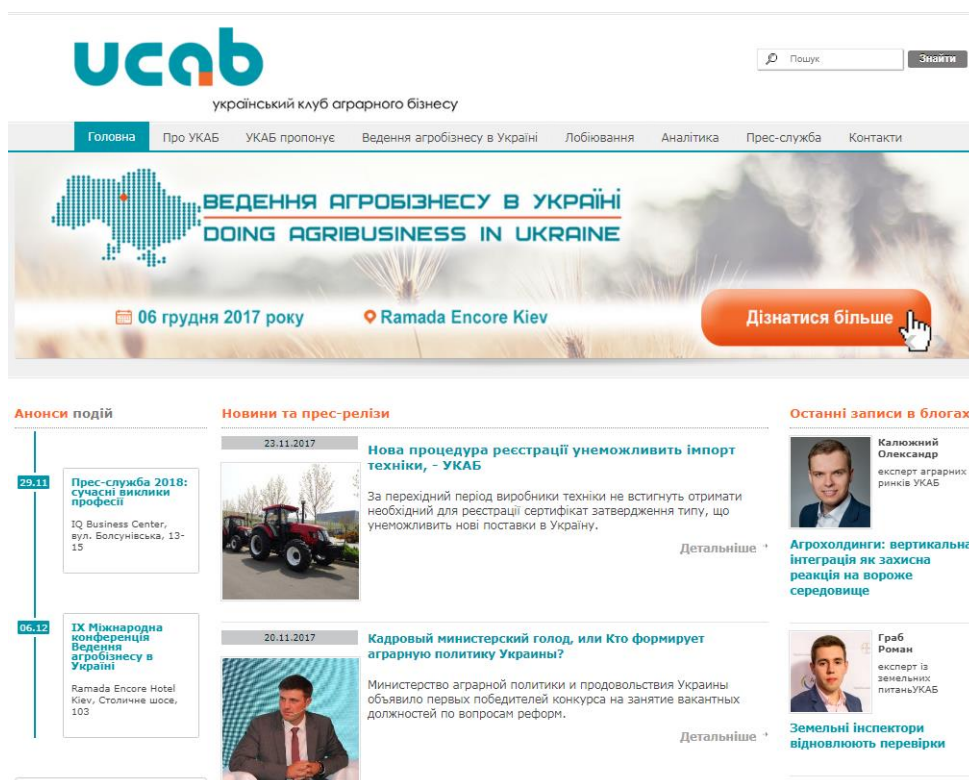 ucab
український клуб аграрного бізнесу
Пошук
Знайти
Головна
Про УКАБ
УКАБ пропонує
Ведення агробізнесу в Україні
Лобіювання
Аналітика
Прес-служба
Контакти
ВЕДЕННЯ АГРОБІЗНЕСУ В УКРАЇНІ
DOING AGRIBUSINESS IN UKRAINE
06 грудня 2017 року
Ramada Encore Kiev
Дізнатися більше
Анонси подій
29.11
Прес-служба 2018:
сучасні виклики
професії
IQ Business Center,
вул. Болсунівська, 13-
15
06.12
IX Міжнародна
конференція
Ведення
агробізнесу в
Україні
Ramada Encore Hotel
Kiev, Столичне шосе,
103
Новини та прес-релізи
23.11.2017
Нова процедура реєстрації унеможливить імпорт
техніки, - УКАБ
За перехідний період виробники техніки не встигнуть отримати
необхідний для реєстрації сертифікат затвердження типу, що
унеможливить нові поставки в Україну.
Детальніше
20.11.2017
Кадровый министерский голод, или Кто формирует
аграрную политику Украины?
Министерство аграрной политики и продовольствия Украины
объявило первых победителей конкурса на занятие вакантных
должностей по вопросам реформ.
Детальніше
Останні записи в блогах
Калюжний
Олександр
експерт аграрних
ринків УКАБ
Агрохолдинги: вертикальна
інтеграція як захисна
реакція на вороже
середовище
Граб
Роман
експерт із
земельних
питаньУКАБ
Земельні інспектори
відновлюють перевірки